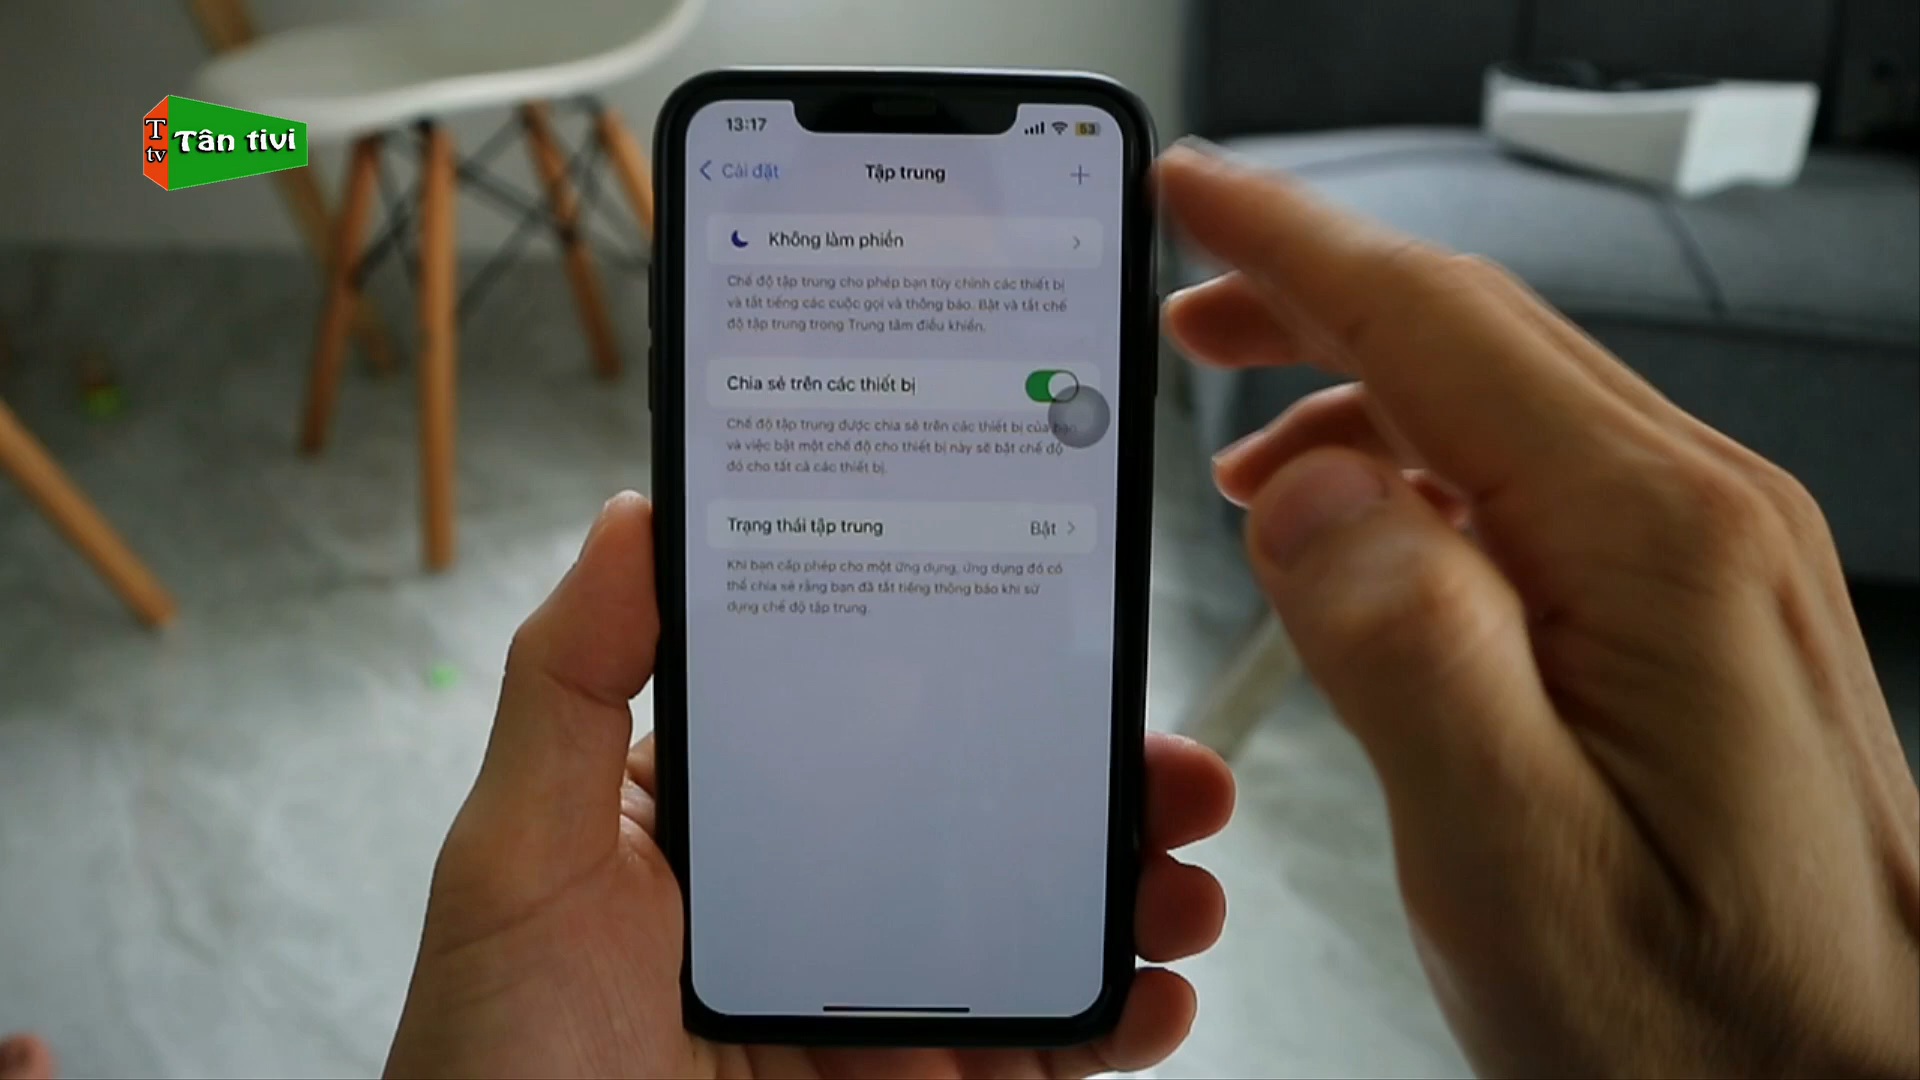 T
tv
Tân tivi
13:17
53
Cài đặt
Tập trung
Không làm phiền
Chế độ tập trung cho phép bạn tùy chỉnh các thiết bị
và tắt tiếng các cuộc gọi và thông báo. Bật và tắt chế
độ tập trung trong Trung tâm điều khiển.
Chia sẻ trên các thiết bị
Chế độ tập trung được chia sẻ trên các thiết bị của bạn
và việc bật một chế độ cho thiết bị này sẽ bật chế độ
đó cho tất cả các thiết bị.
Trạng thái tập trung
Bật
Khi bạn cấp phép cho một ứng dụng, ứng dụng đó có
thể chia sẻ rằng bạn đã tắt tiếng thông báo khi sử
dụng chế độ tập trung.